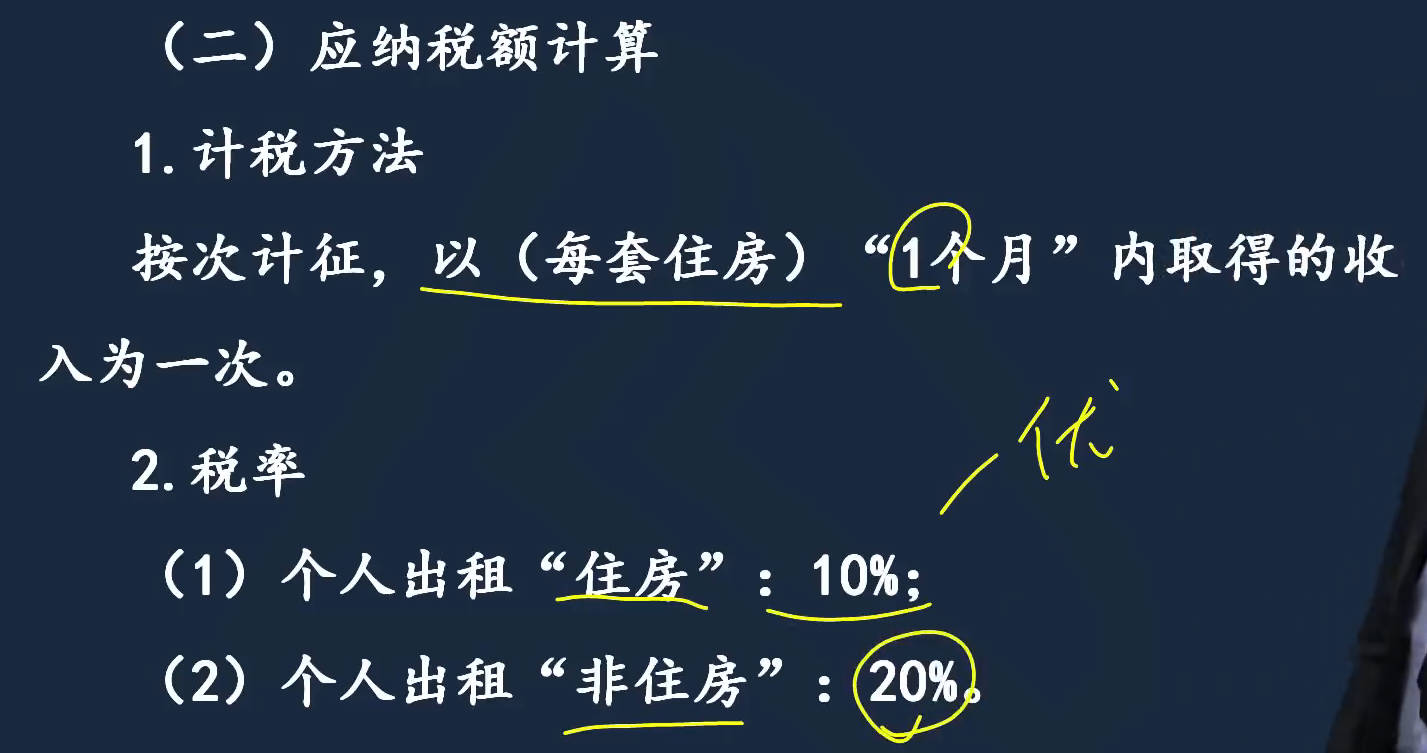 （二）应纳税额计算
1.计税方法
按次计征，以（每套住房）“1个月”内取得的收
入为一次。
优
2.税率
（1）个人出租“住房”：10%；
（2）个人出租“非住房”：20%。